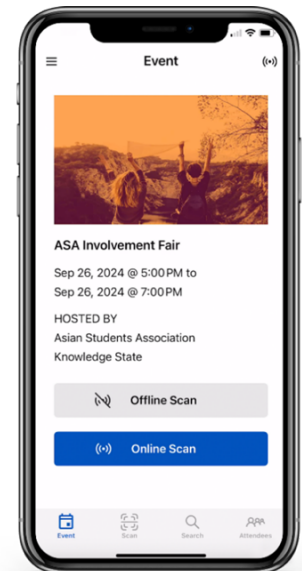 Event
ASA Involvement Fair
Sep 26, 2024 @ 5:00 PM to
Sep 26, 2024 @ 7:00 PM
HOSTED BY
Asian Students Association
Knowledge State
Offline Scan
Online Scan
Event
Scan
Search
Attendees